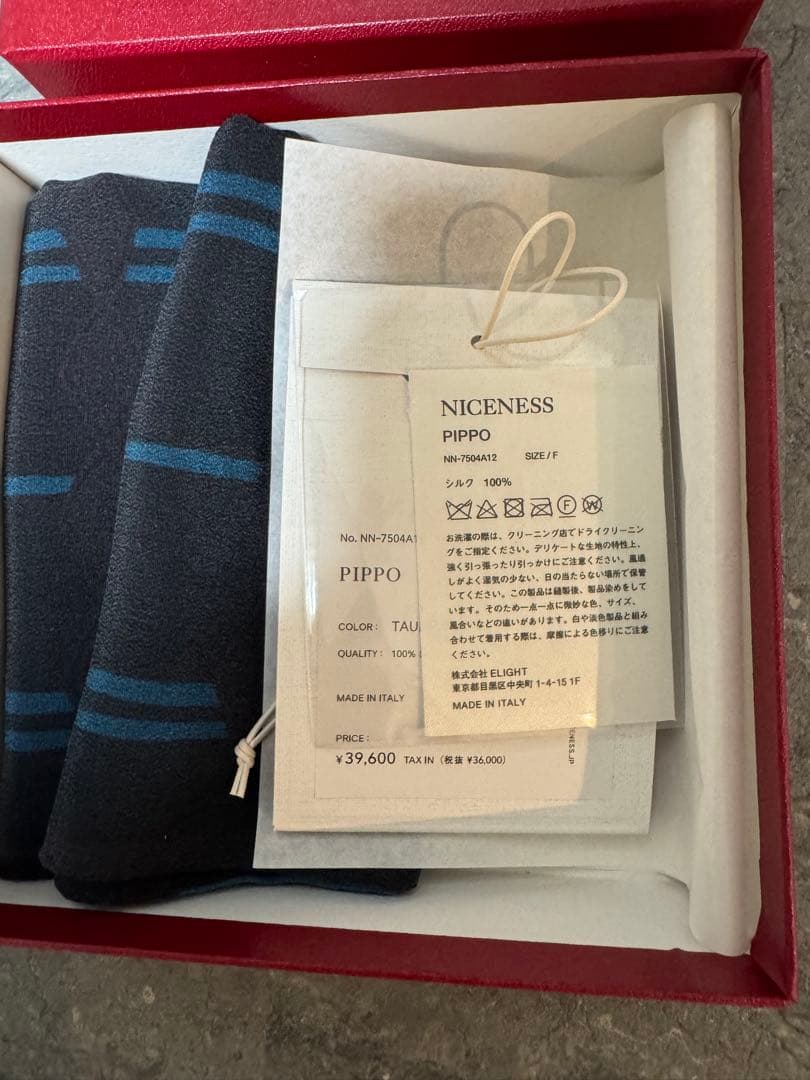 NICENESS
PIPPO
NN-7504A12 SIZE / F
シルク 100%
F W
お洗濯の際は、クリーニング店でドライクリーニン
グをご指定ください。デリケートな生地の特性上、
強く引っ張ったり引っかけにご注意ください。風通
しがよく湿気の少ない、日の当たらない場所で保管
してください。この製品は縫製後、製品染めをして
います。そのため一点一点に微妙な色、サイズ、
風合いなどの違いがあります。白や淡色製品と組み
合わせて着用する際は、摩擦による色移りにご注意
ください。
株式会社 ELIGHT
東京都目黒区中央町 1-4-15 1F
MADE IN ITALY
No. NN-7504A1
PIPPO
COLOR : TAU
QUALITY : 100%
MADE IN ITALY
PRICE :
¥39,600 TAX IN (税抜 ¥36,000)
ENESS.JP